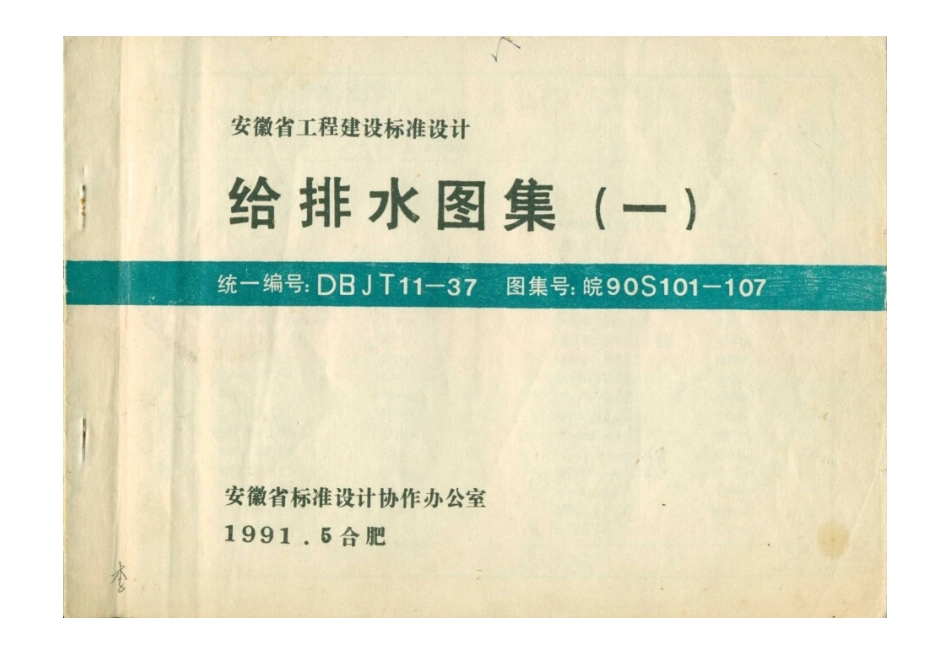 安徽省工程建设标准设计
给排水图集(一)
统一编号:DBJT11—37 图集号:皖90S101—107
安徽省标准设计协作办公室
1991.5合肥
李